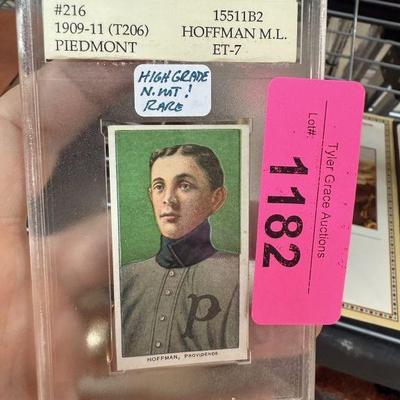 #216 15511B2
1909-11 (T206) HOFFMAN M.L.
PIEDMONT ET-7
HIGH GRADE
N.MT!
RARE
P
HOFFMAN, PROVIDENCE
Tyler Grace Auctions
Lot#:
1182